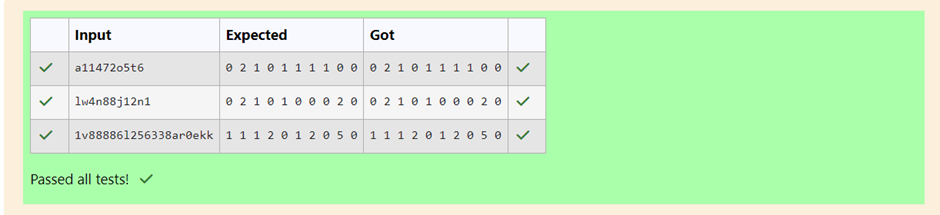 Input Expected Got
a11472o5t6 0 2 1 0 1 1 1 1 0 0 0 2 1 0 1 1 1 1 0 0
lw4n88j12n1 0 2 1 0 1 0 0 0 2 0 0 2 1 0 1 0 0 0 2 0
1v88886l256338ar0ekk 1 1 1 2 0 1 2 0 5 0 1 1 1 2 0 1 2 0 5 0
Passed all tests!